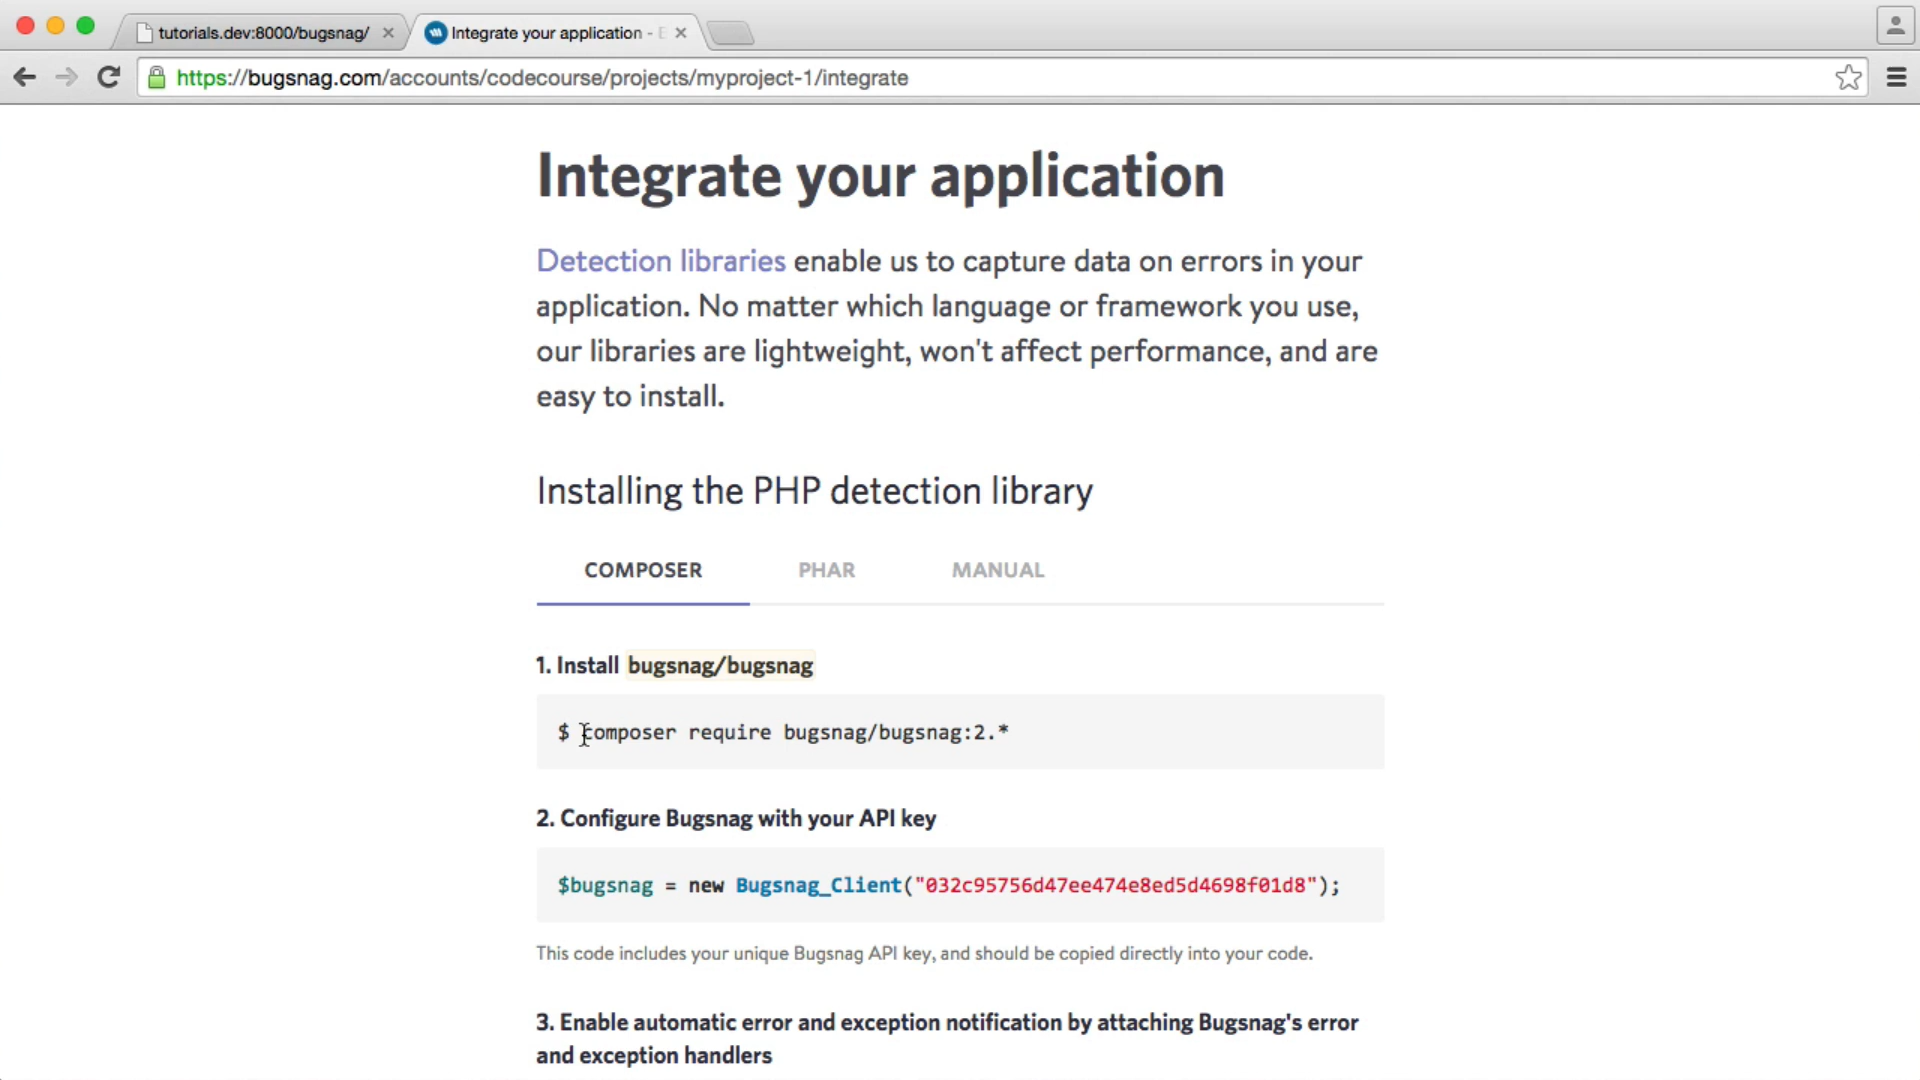 tutorials.dev:8000/bugsnag/
Integrate your application -
https://bugsnag.com/accounts/codecourse/projects/myproject-1/integrate
Integrate your application
Detection libraries enable us to capture data on errors in your
application. No matter which language or framework you use,
our libraries are lightweight, won't affect performance, and are
easy to install.
Installing the PHP detection library
COMPOSER PHAR MANUAL
1. Install bugsnag/bugsnag
$ composer require bugsnag/bugsnag:2.*
2. Configure Bugsnag with your API key
$bugsnag = new Bugsnag_Client("032c95756d47ee474e8ed5d4698f01d8");
This code includes your unique Bugsnag API key, and should be copied directly into your code.
3. Enable automatic error and exception notification by attaching Bugsnag's error
and exception handlers